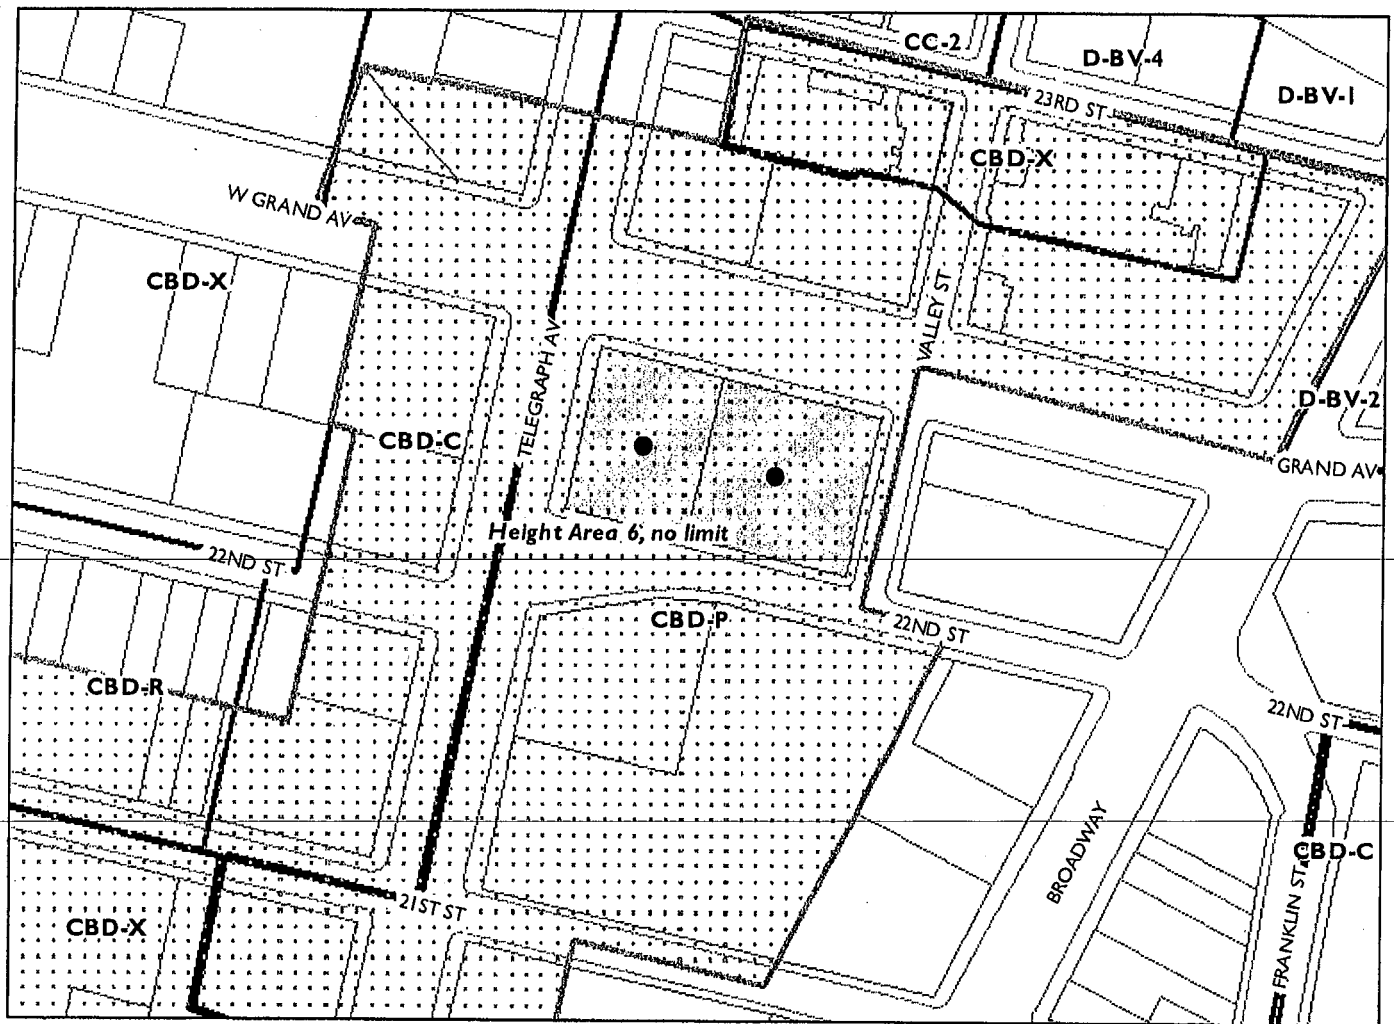 CC-2
D-BV-4
D-BV-1
23RD ST
CBD-X
W GRAND AV
CBD-X
VALLEY ST
TELEGRAPH AV
D-BV-2
CBD-C
GRAND AV
Height Area 6, no limit
22ND ST
CBD-P
22ND ST
CBD-R
22ND ST
BROADWAY
CBD-C
21ST ST
CBD-X
FRANKLIN ST